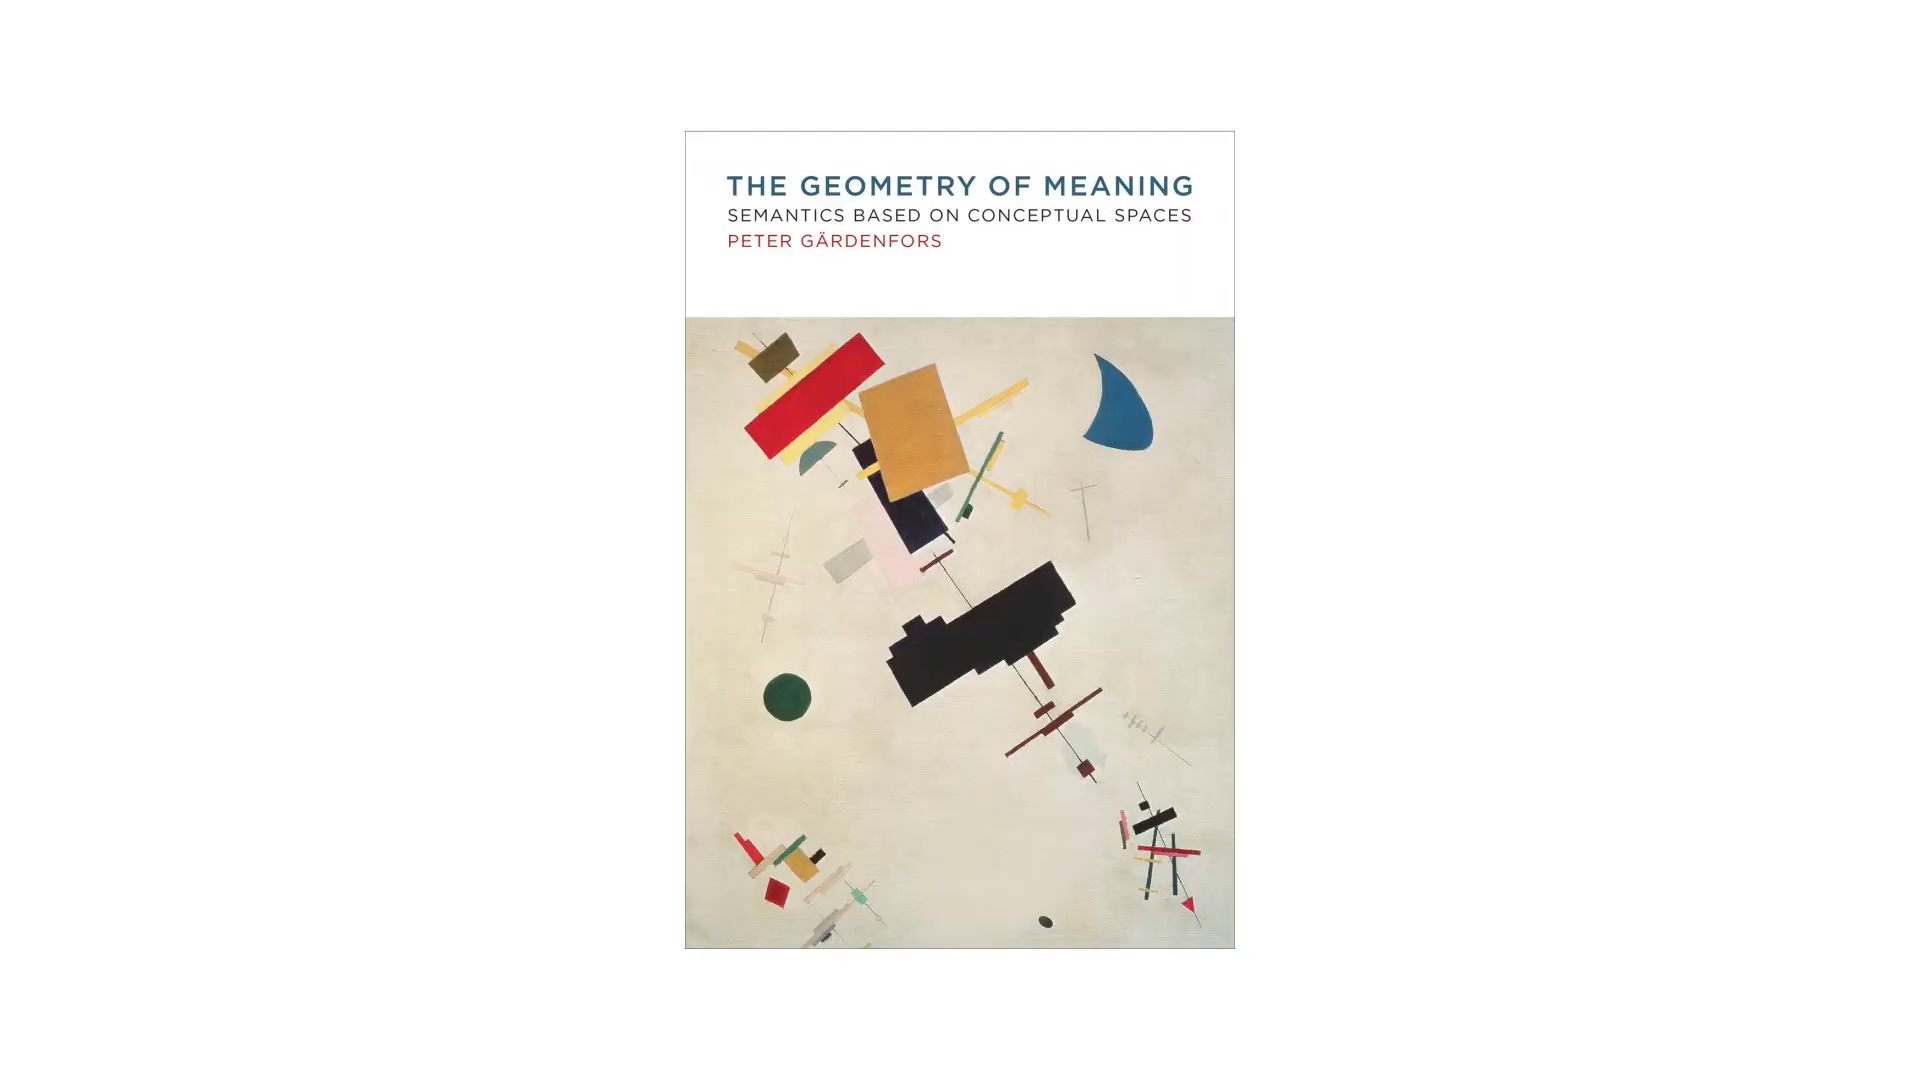 THE GEOMETRY OF MEANING
SEMANTICS BASED ON CONCEPTUAL SPACES
PETER GÄRDENFORS